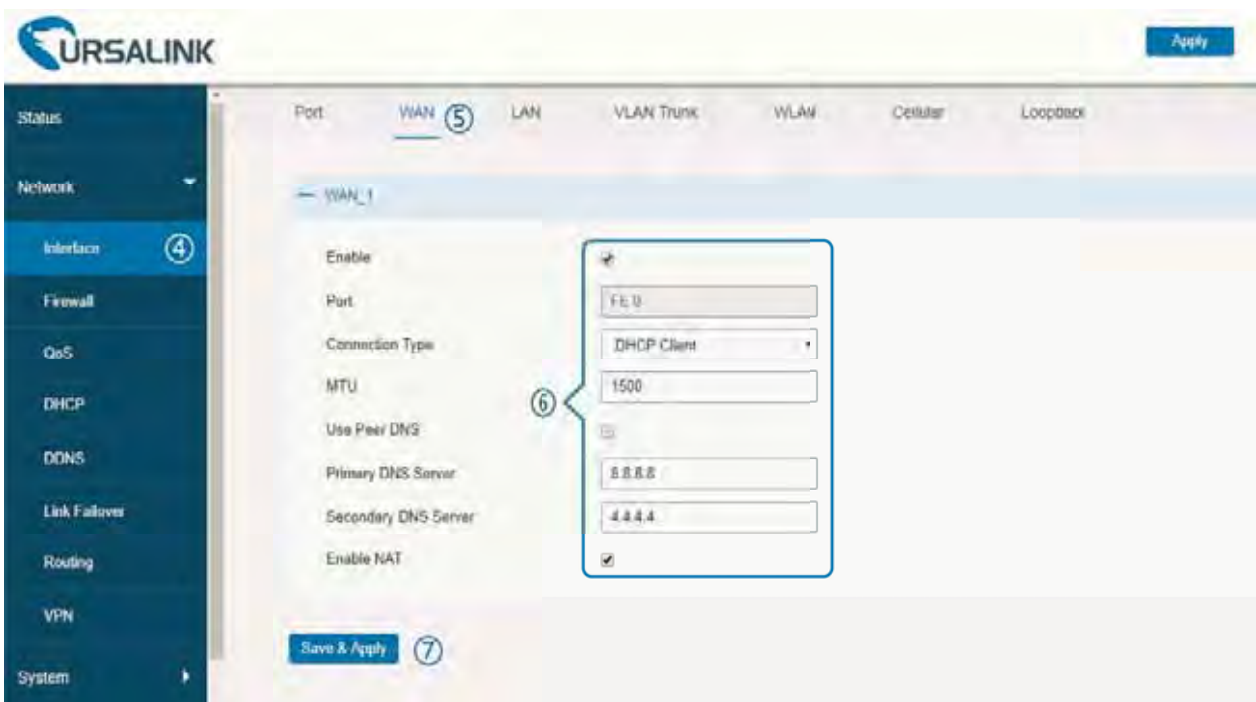 URSALINK
Apply
Status
Network
Interface ④
Firewall
QoS
DHCP
DDNS
Link Failover
Routing
VPN
System
Port WAN ⑤ LAN VLAN Trunk WLAN Cellular Loopback
WAN_1
Enable
Port FE 0
Connection Type DHCP Client
MTU 1500
⑥
Use Peer DNS
Primary DNS Server 8.8.8.8
Secondary DNS Server 4.4.4.4
Enable NAT
Save & Apply ⑦